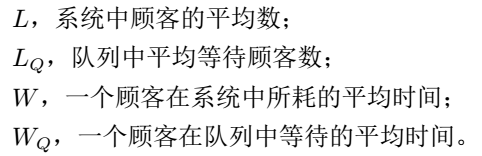 L，系统中顾客的平均数；
L_Q，队列中平均等待顾客数；
W，一个顾客在系统中所耗的平均时间；
W_Q，一个顾客在队列中等待的平均时间。